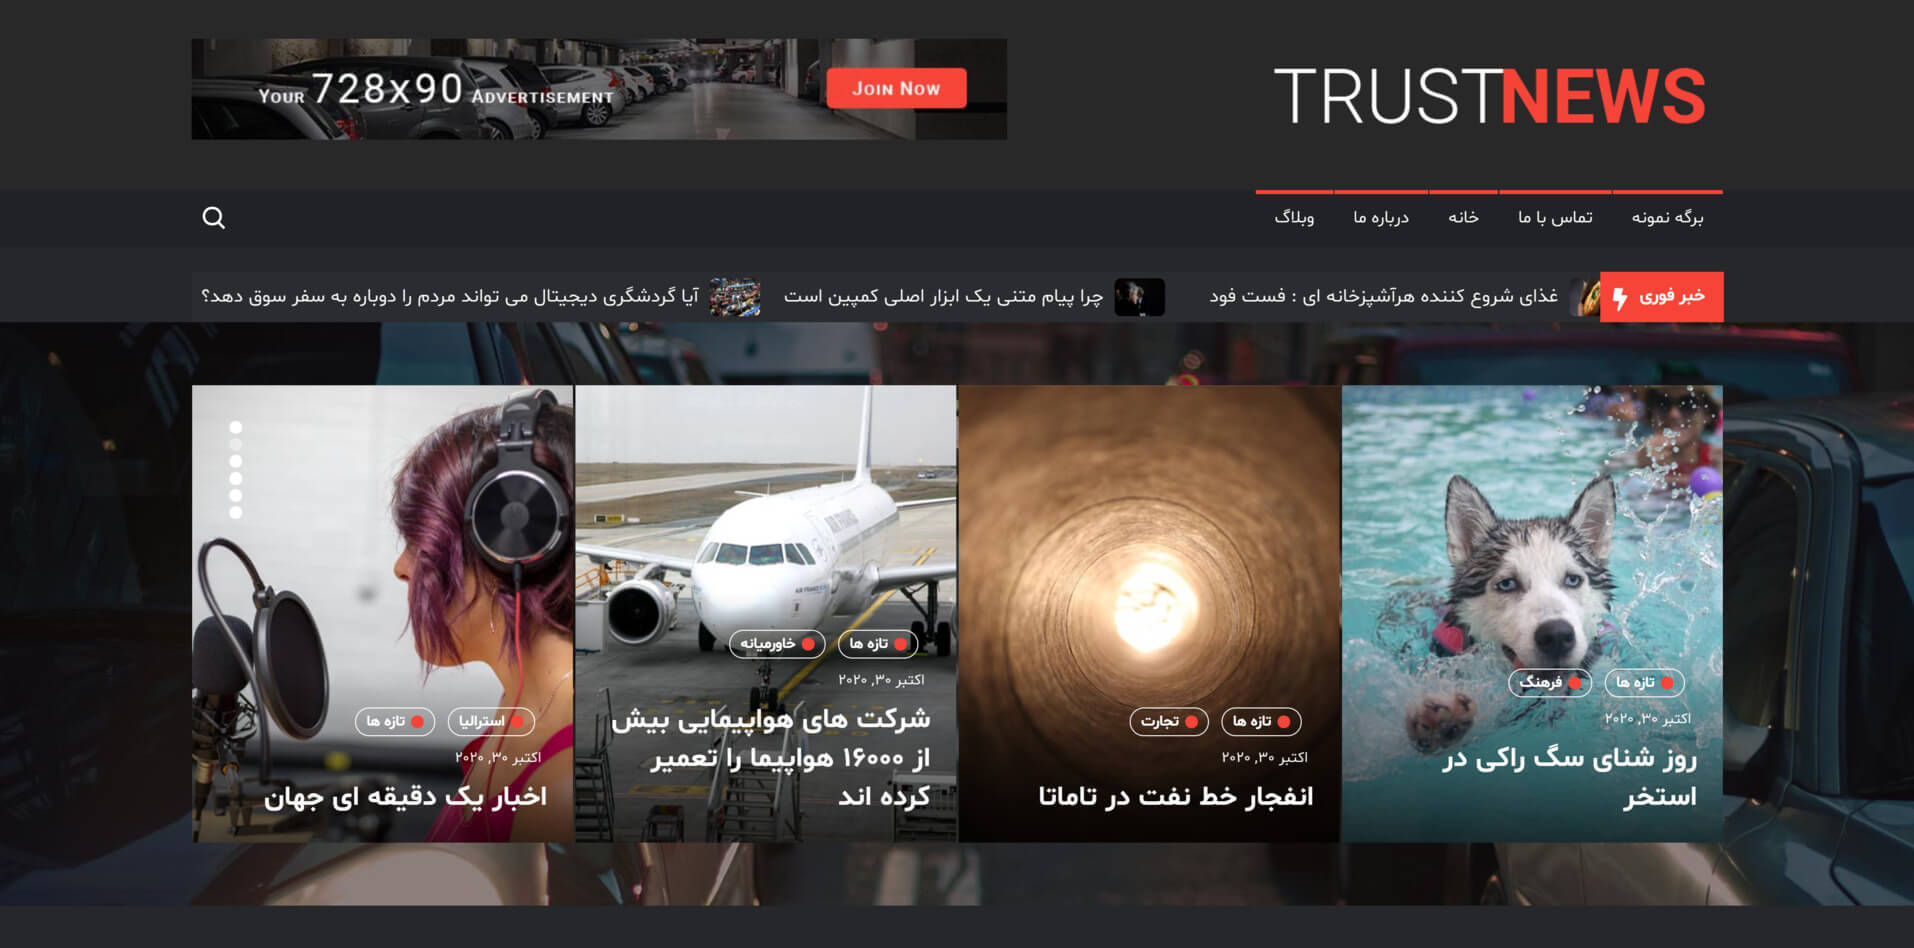 TRUSTNEWS
YOUR 728x90 ADVERTISEMENT
JOIN NOW
برگه نمونه
تماس با ما
خانه
درباره ما
وبلاگ
خبر فوری
غذای شروع کننده هرآشپزخانه ای : فست فود
چرا پیام متنی یک ابزار اصلی کمپین است
آیا گردشگری دیجیتال می تواند مردم را دوباره به سفر سوق دهد؟
تازه ها
فرهنگ
اکتبر ۳۰, ۲۰۲۰
روز شنای سگ راکی در
استخر
تازه ها
تجارت
اکتبر ۳۰, ۲۰۲۰
انفجار خط نفت در تاماتا
AIR FRANCE
تازه ها
خاورمیانه
اکتبر ۳۰, ۲۰۲۰
شرکت های هواپیمایی بیش
از ۱۶۰۰۰ هواپیما را تعمیر
کرده اند
استرالیا
تازه ها
اکتبر ۳۰, ۲۰۲۰
اخبار یک دقیقه ای جهان